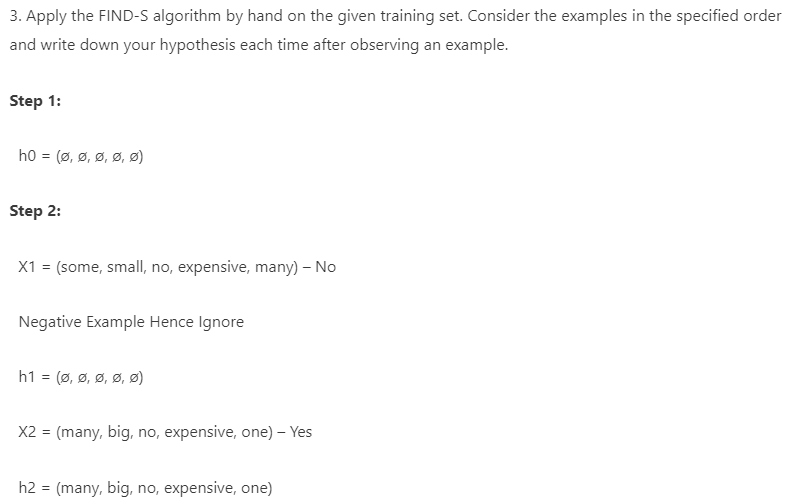 3. Apply the FIND-S algorithm by hand on the given training set. Consider the examples in the specified order
and write down your hypothesis each time after observing an example.
Step 1:
h0 = (ø, ø, ø, ø, ø)
Step 2:
X1 = (some, small, no, expensive, many) – No
Negative Example Hence Ignore
h1 = (ø, ø, ø, ø, ø)
X2 = (many, big, no, expensive, one) – Yes
h2 = (many, big, no, expensive, one)